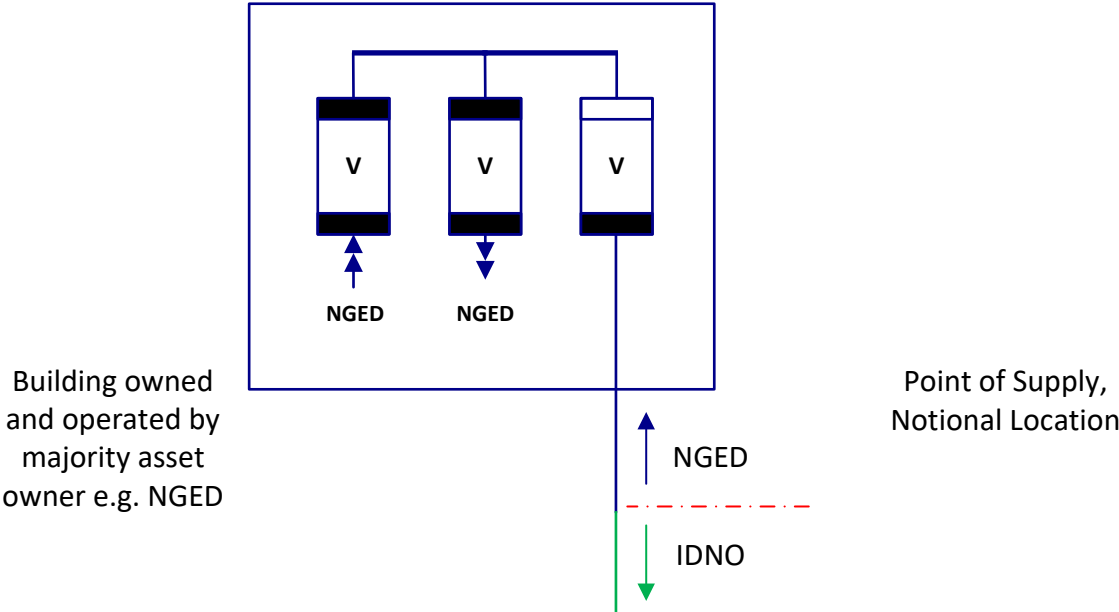 V
V
V
NGED
NGED
Building owned
and operated by
majority asset
owner e.g. NGED
Point of Supply,
Notional Location
NGED
IDNO